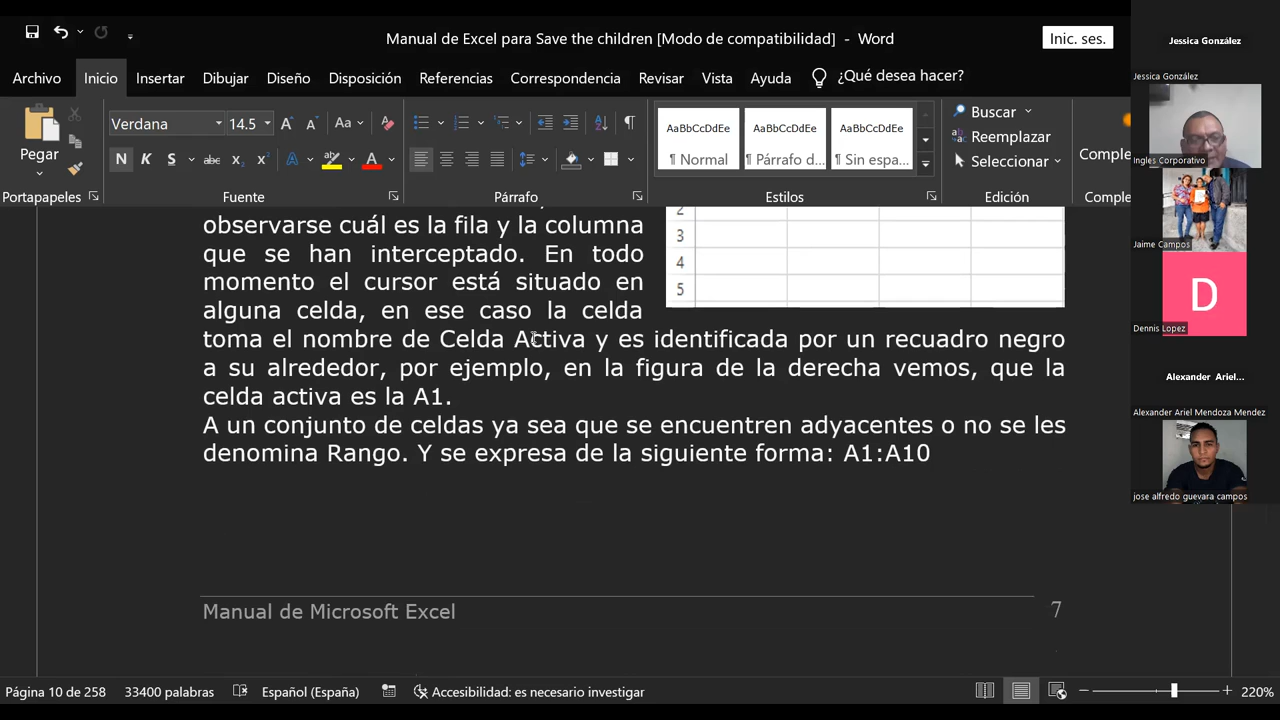 Manual de Excel para Save the children [Modo de compatibilidad] - Word
Inic. ses.
Archivo Inicio Insertar Dibujar Diseño Disposición Referencias Correspondencia Revisar Vista Ayuda ¿Qué desea hacer?
Pegar
Portapapeles
Verdana 14.5
N K S abc x₂ x² A A Aa
Fuente
Párrafo
AaBbCcDdEe AaBbCcDdEe AaBbCcDdEe
¶ Normal ¶ Párrafo d... ¶ Sin espa...
Estilos
Buscar
Reemplazar
Seleccionar
Edición
Comple
Comple
2
3
4
5
observarse cuál es la fila y la columna
que se han interceptado. En todo
momento el cursor está situado en
alguna celda, en ese caso la celda
toma el nombre de Celda Activa y es identificada por un recuadro negro
a su alrededor, por ejemplo, en la figura de la derecha vemos, que la
celda activa es la A1.
A un conjunto de celdas ya sea que se encuentren adyacentes o no se les
denomina Rango. Y se expresa de la siguiente forma: A1:A10
Manual de Microsoft Excel 7
Página 10 de 258 33400 palabras Español (España) Accesibilidad: es necesario investigar 220%
Jessica González
Jessica González
Ingles Corporativo
Jaime Campos
D
Dennis Lopez
Alexander Ariel...
Alexander Ariel Mendoza Mendez
jose alfredo guevara campos